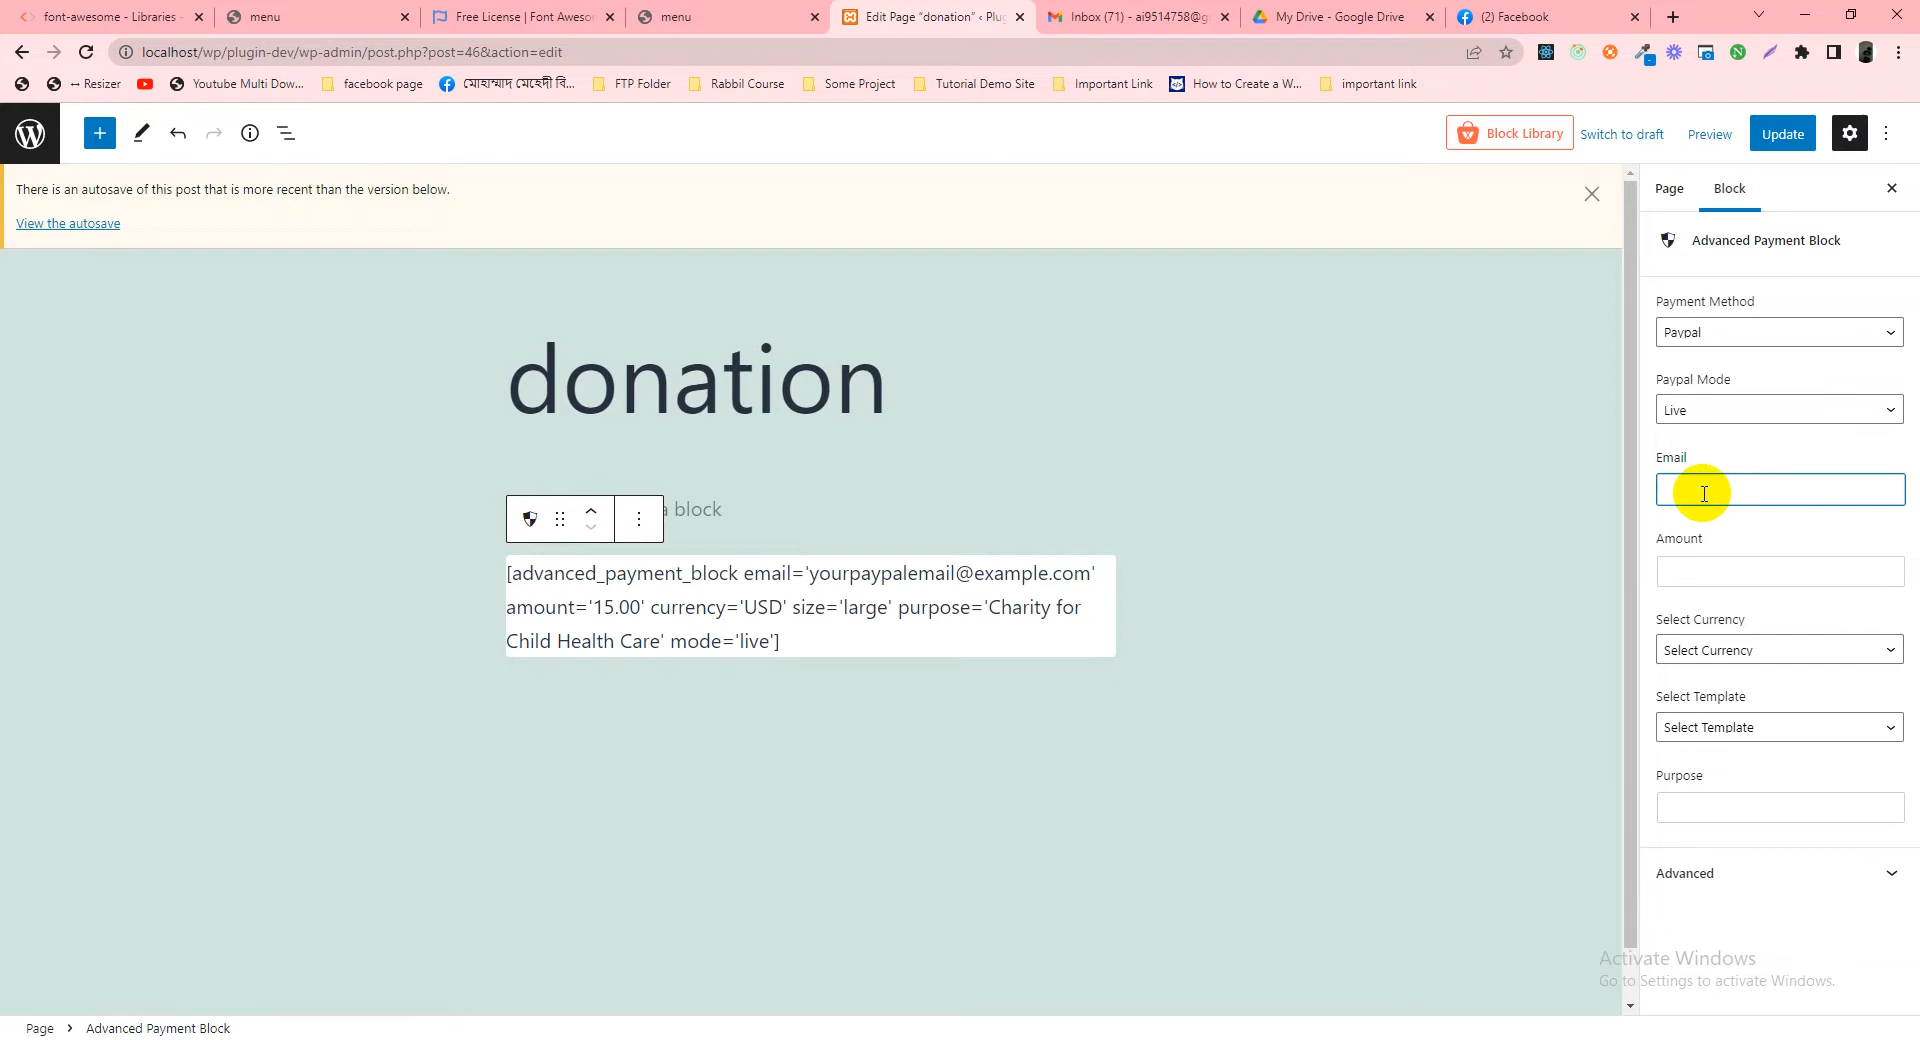 font-awesome - Libraries
menu
Free License | Font Aweso
menu
Edit Page "donation" ‹ Plug
Inbox (71) - ai9514758@g
My Drive - Google Drive
(2) Facebook
localhost/wp/plugin-dev/wp-admin/post.php?post=46&action=edit
↔ Resizer
Youtube Multi Dow...
facebook page
মোহাম্মাদ মেহেদী বি...
FTP Folder
Rabbil Course
Some Project
Tutorial Demo Site
Important Link
How to Create a W...
important link
Block Library
Switch to draft
Preview
Update
There is an autosave of this post that is more recent than the version below.
View the autosave
Page
Block
Advanced Payment Block
Payment Method
Paypal
Paypal Mode
Live
Email
Amount
Select Currency
Select Currency
Select Template
Select Template
Purpose
Advanced
donation
a block
[advanced_payment_block email='yourpaypalemail@example.com'
amount='15.00' currency='USD' size='large' purpose='Charity for
Child Health Care' mode='live']
Activate Windows
Go to Settings to activate Windows.
Page › Advanced Payment Block